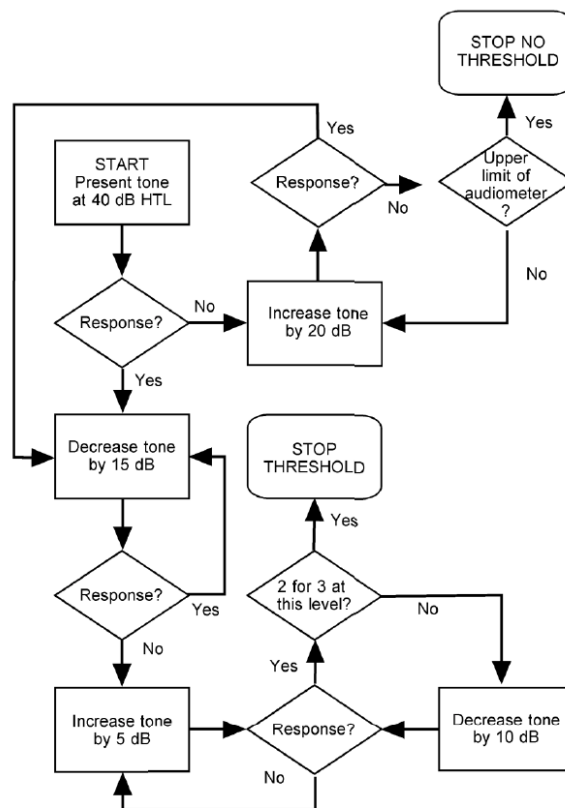 STOP NO
THRESHOLD
Yes
START
Present tone
at 40 dB HTL
Response?
Upper
limit of
audiometer
?
Yes
No
No
Response?
No
Increase tone
by 20 dB
Yes
Decrease tone
by 15 dB
STOP
THRESHOLD
Yes
Response?
Yes
2 for 3 at
this level?
No
No
Yes
Increase tone
by 5 dB
Response?
Decrease tone
by 10 dB
No